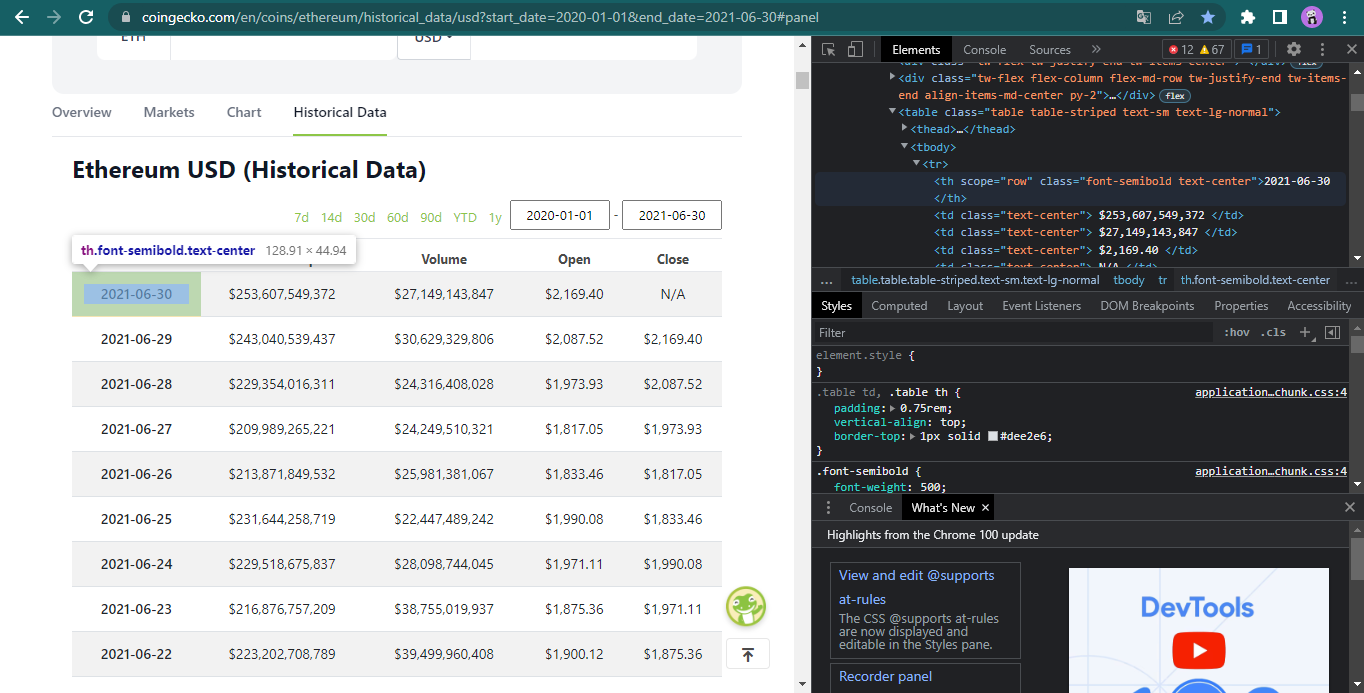 coingecko.com/en/coins/ethereum/historical_data/usd?start_date=2020-01-01&end_date=2021-06-30#panel
ETH USD
Overview Markets Chart Historical Data
Ethereum USD (Historical Data)
7d 14d 30d 60d 90d YTD 1y 2020-01-01 - 2021-06-30
th.font-semibold.text-center 128.91 × 44.94
Volume Open Close
2021-06-30 $253,607,549,372 $27,149,143,847 $2,169.40 N/A
2021-06-29 $243,040,539,437 $30,629,329,806 $2,087.52 $2,169.40
2021-06-28 $229,354,016,311 $24,316,408,028 $1,973.93 $2,087.52
2021-06-27 $209,989,265,221 $24,249,510,321 $1,817.05 $1,973.93
2021-06-26 $213,871,849,532 $25,981,381,067 $1,833.46 $1,817.05
2021-06-25 $231,644,258,719 $22,447,489,242 $1,990.08 $1,833.46
2021-06-24 $229,518,675,837 $28,098,744,045 $1,971.11 $1,990.08
2021-06-23 $216,876,757,209 $38,755,019,937 $1,875.36 $1,971.11
2021-06-22 $223,202,708,789 $39,499,960,408 $1,900.12 $1,875.36
Elements Console Sources » 12 67 1
<div class="tw-flex flex-column flex-md-row tw-justify-end tw-items-
end align-items-md-center py-2">…</div> flex
<table class="table table-striped text-sm text-lg-normal">
<thead>…</thead>
<tbody>
<tr>
<th scope="row" class="font-semibold text-center">2021-06-30
</th>
<td class="text-center"> $253,607,549,372 </td>
<td class="text-center"> $27,149,143,847 </td>
<td class="text-center"> $2,169.40 </td>
<td class="text-center"> N/A </td>
… table.table.table-striped.text-sm.text-lg-normal tbody tr th.font-semibold.text-center …
Styles Computed Layout Event Listeners DOM Breakpoints Properties Accessibility
Filter :hov .cls +
element.style {
}
.table td, .table th { application…chunk.css:4
padding: 0.75rem;
vertical-align: top;
border-top: 1px solid #dee2e6;
}
.font-semibold { application…chunk.css:4
font-weight: 500;
Console What's New ×
Highlights from the Chrome 100 update
View and edit @supports
at-rules
The CSS @supports at-rules
are now displayed and
editable in the Styles pane.
Recorder panel
DevTools